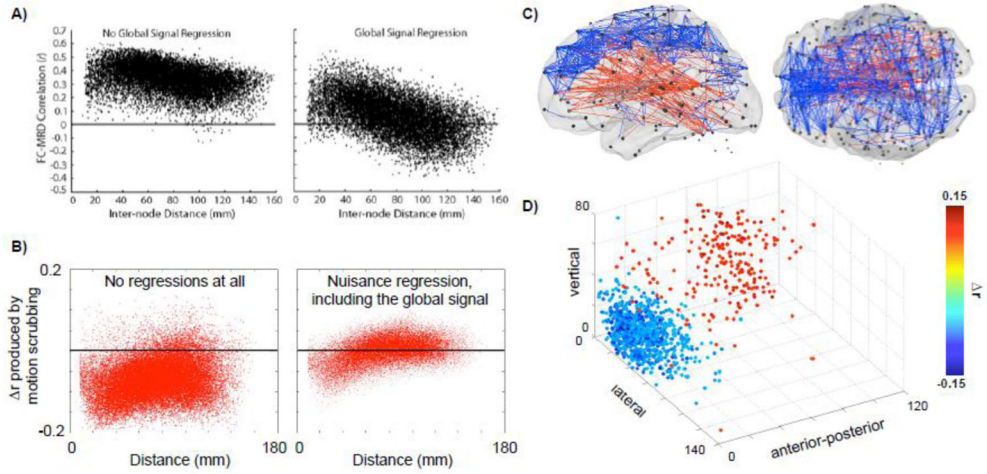 A)
No Global Signal Regression
Global Signal Regression
FC-MRD Correlation (r)
0.7
0.6
0.5
0.4
0.3
0.2
0.1
0
-0.1
-0.2
-0.3
-0.4
-0.5
0 20 40 60 80 100 120 140 160
Inter-node Distance (mm)
0 20 40 60 80 100 120 140 160
Inter-node Distance (mm)
B)
No regressions at all
Nuisance regression,
including the global signal
Δr produced by
motion scrubbing
0.2
-0.2
0 180
Distance (mm)
0 180
Distance (mm)
C)
D)
80
vertical
0
0
lateral
140
0
anterior-posterior
120
0.15
Δr
-0.15